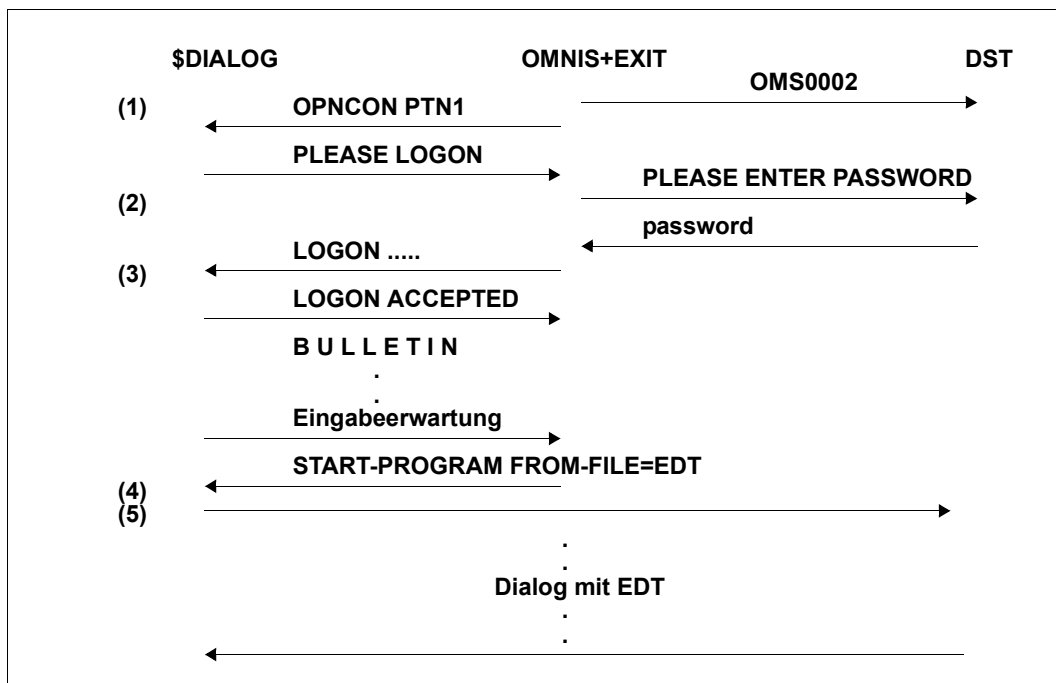 $DIALOG OMNIS+EXIT DST
OMS0002
(1) OPNCON PTN1
PLEASE LOGON
PLEASE ENTER PASSWORD
(2)
password
LOGON .....
(3)
LOGON ACCEPTED
B U L L E T I N
.
.
Eingabeerwartung
START-PROGRAM FROM-FILE=EDT
(4)
(5)
.
.
Dialog mit EDT
.
.